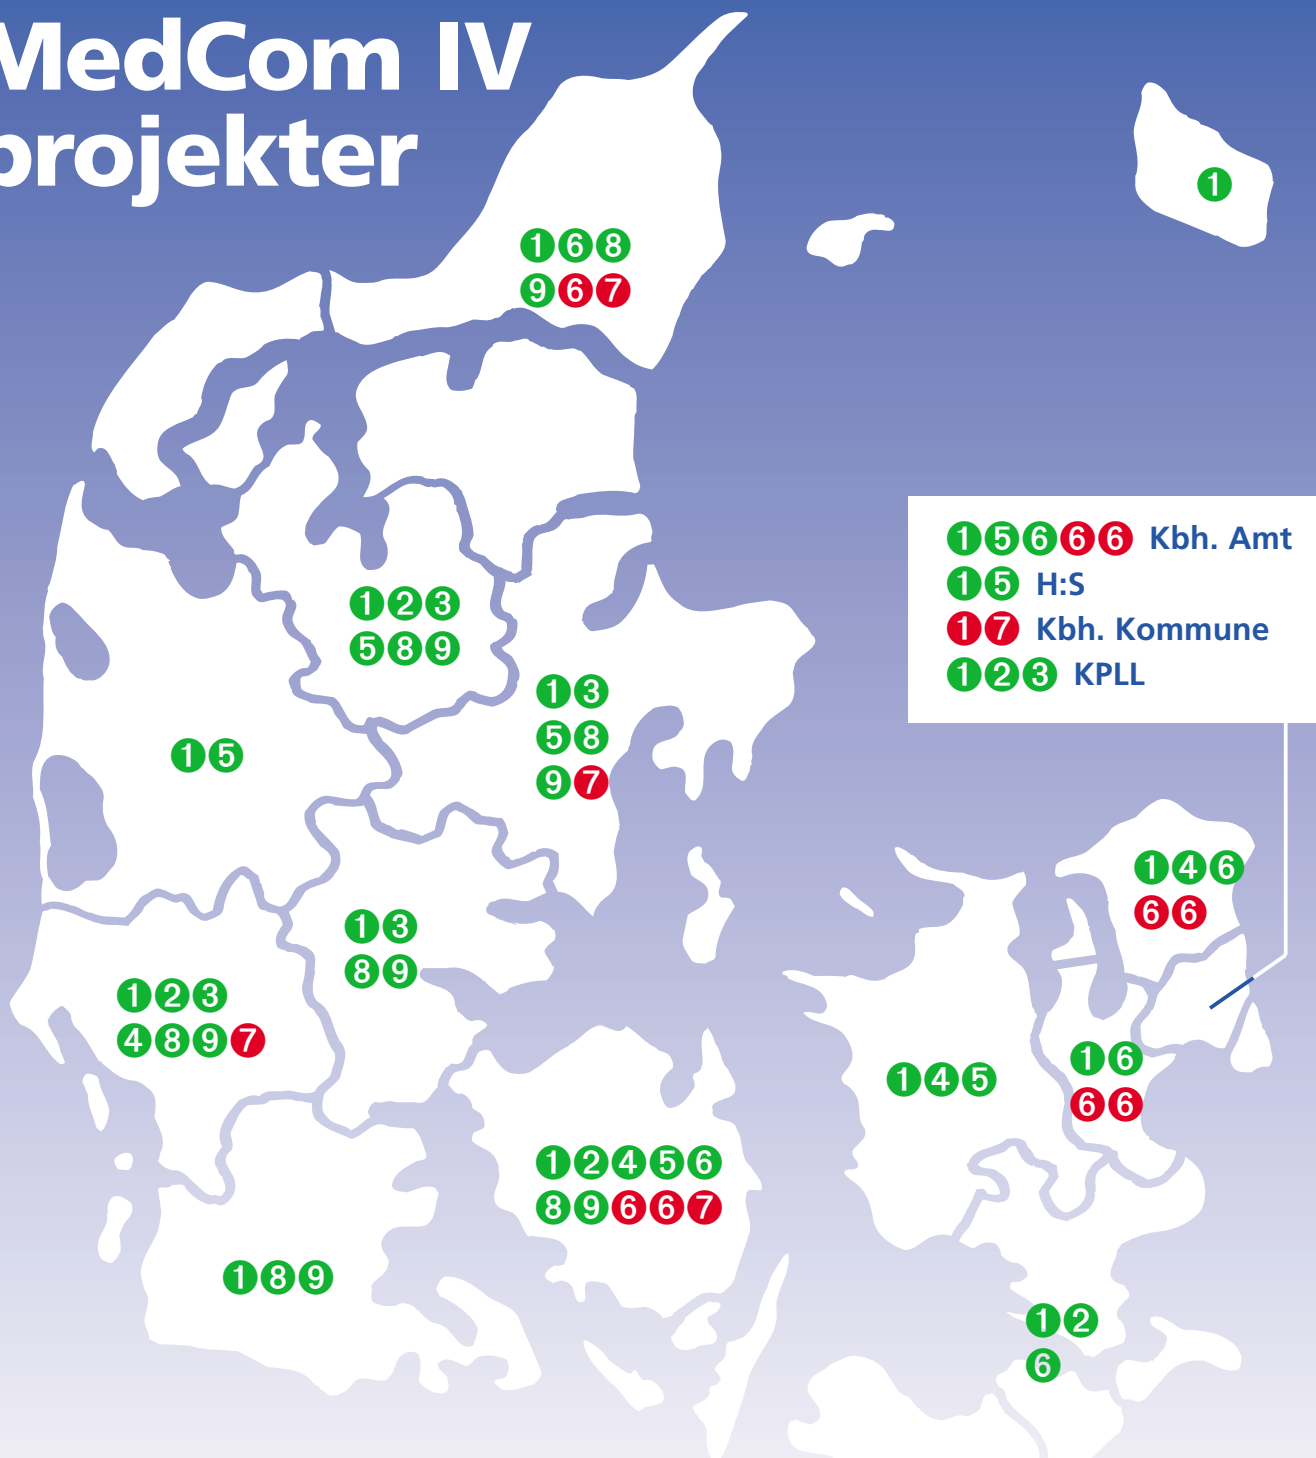 MedCom IV
projekter
1
1 6 8
9 6 7
1 5 6 6 6 Kbh. Amt
1 5 H:S
1 7 Kbh. Kommune
1 2 3 KPLL
1 2 3
5 8 9
1 3
5 8
9 7
1 5
1 4 6
6 6
1 3
8 9
1 2 3
4 8 9 7
1 6
6 6
1 4 5
1 2 4 5 6
8 9 6 6 7
1 8 9
1 2
6